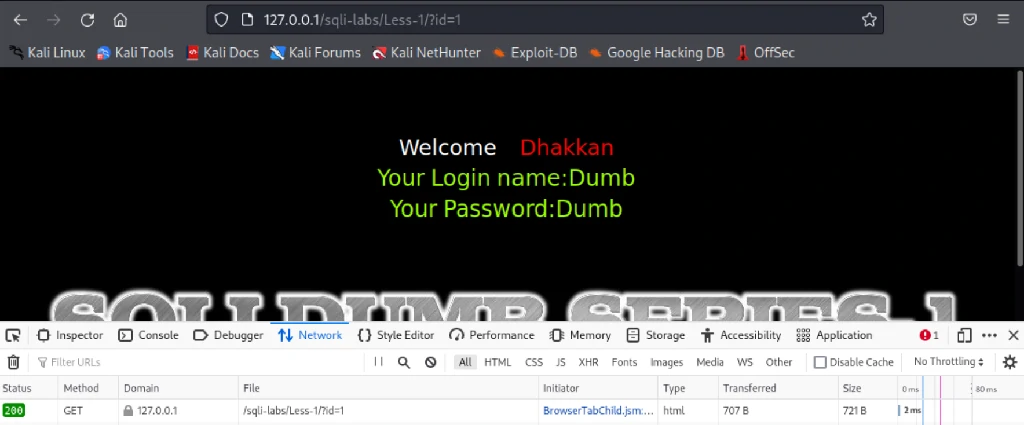 127.0.0.1/sqli-labs/Less-1/?id=1
Kali Linux Kali Tools Kali Docs Kali Forums Kali NetHunter Exploit-DB Google Hacking DB OffSec
Welcome Dhakkan
Your Login name:Dumb
Your Password:Dumb
SQLI DUMB SERIES-1
Inspector Console Debugger Network Style Editor Performance Memory Storage Accessibility Application 1
Filter URLs All HTML CSS JS XHR Fonts Images Media WS Other Disable Cache No Throttling
Status Method Domain File Initiator Type Transferred Size 0 ms 80 ms
200 GET 127.0.0.1 /sqli-labs/Less-1/?id=1 BrowserTabChild.jsm:... html 707 B 721 B 2 ms